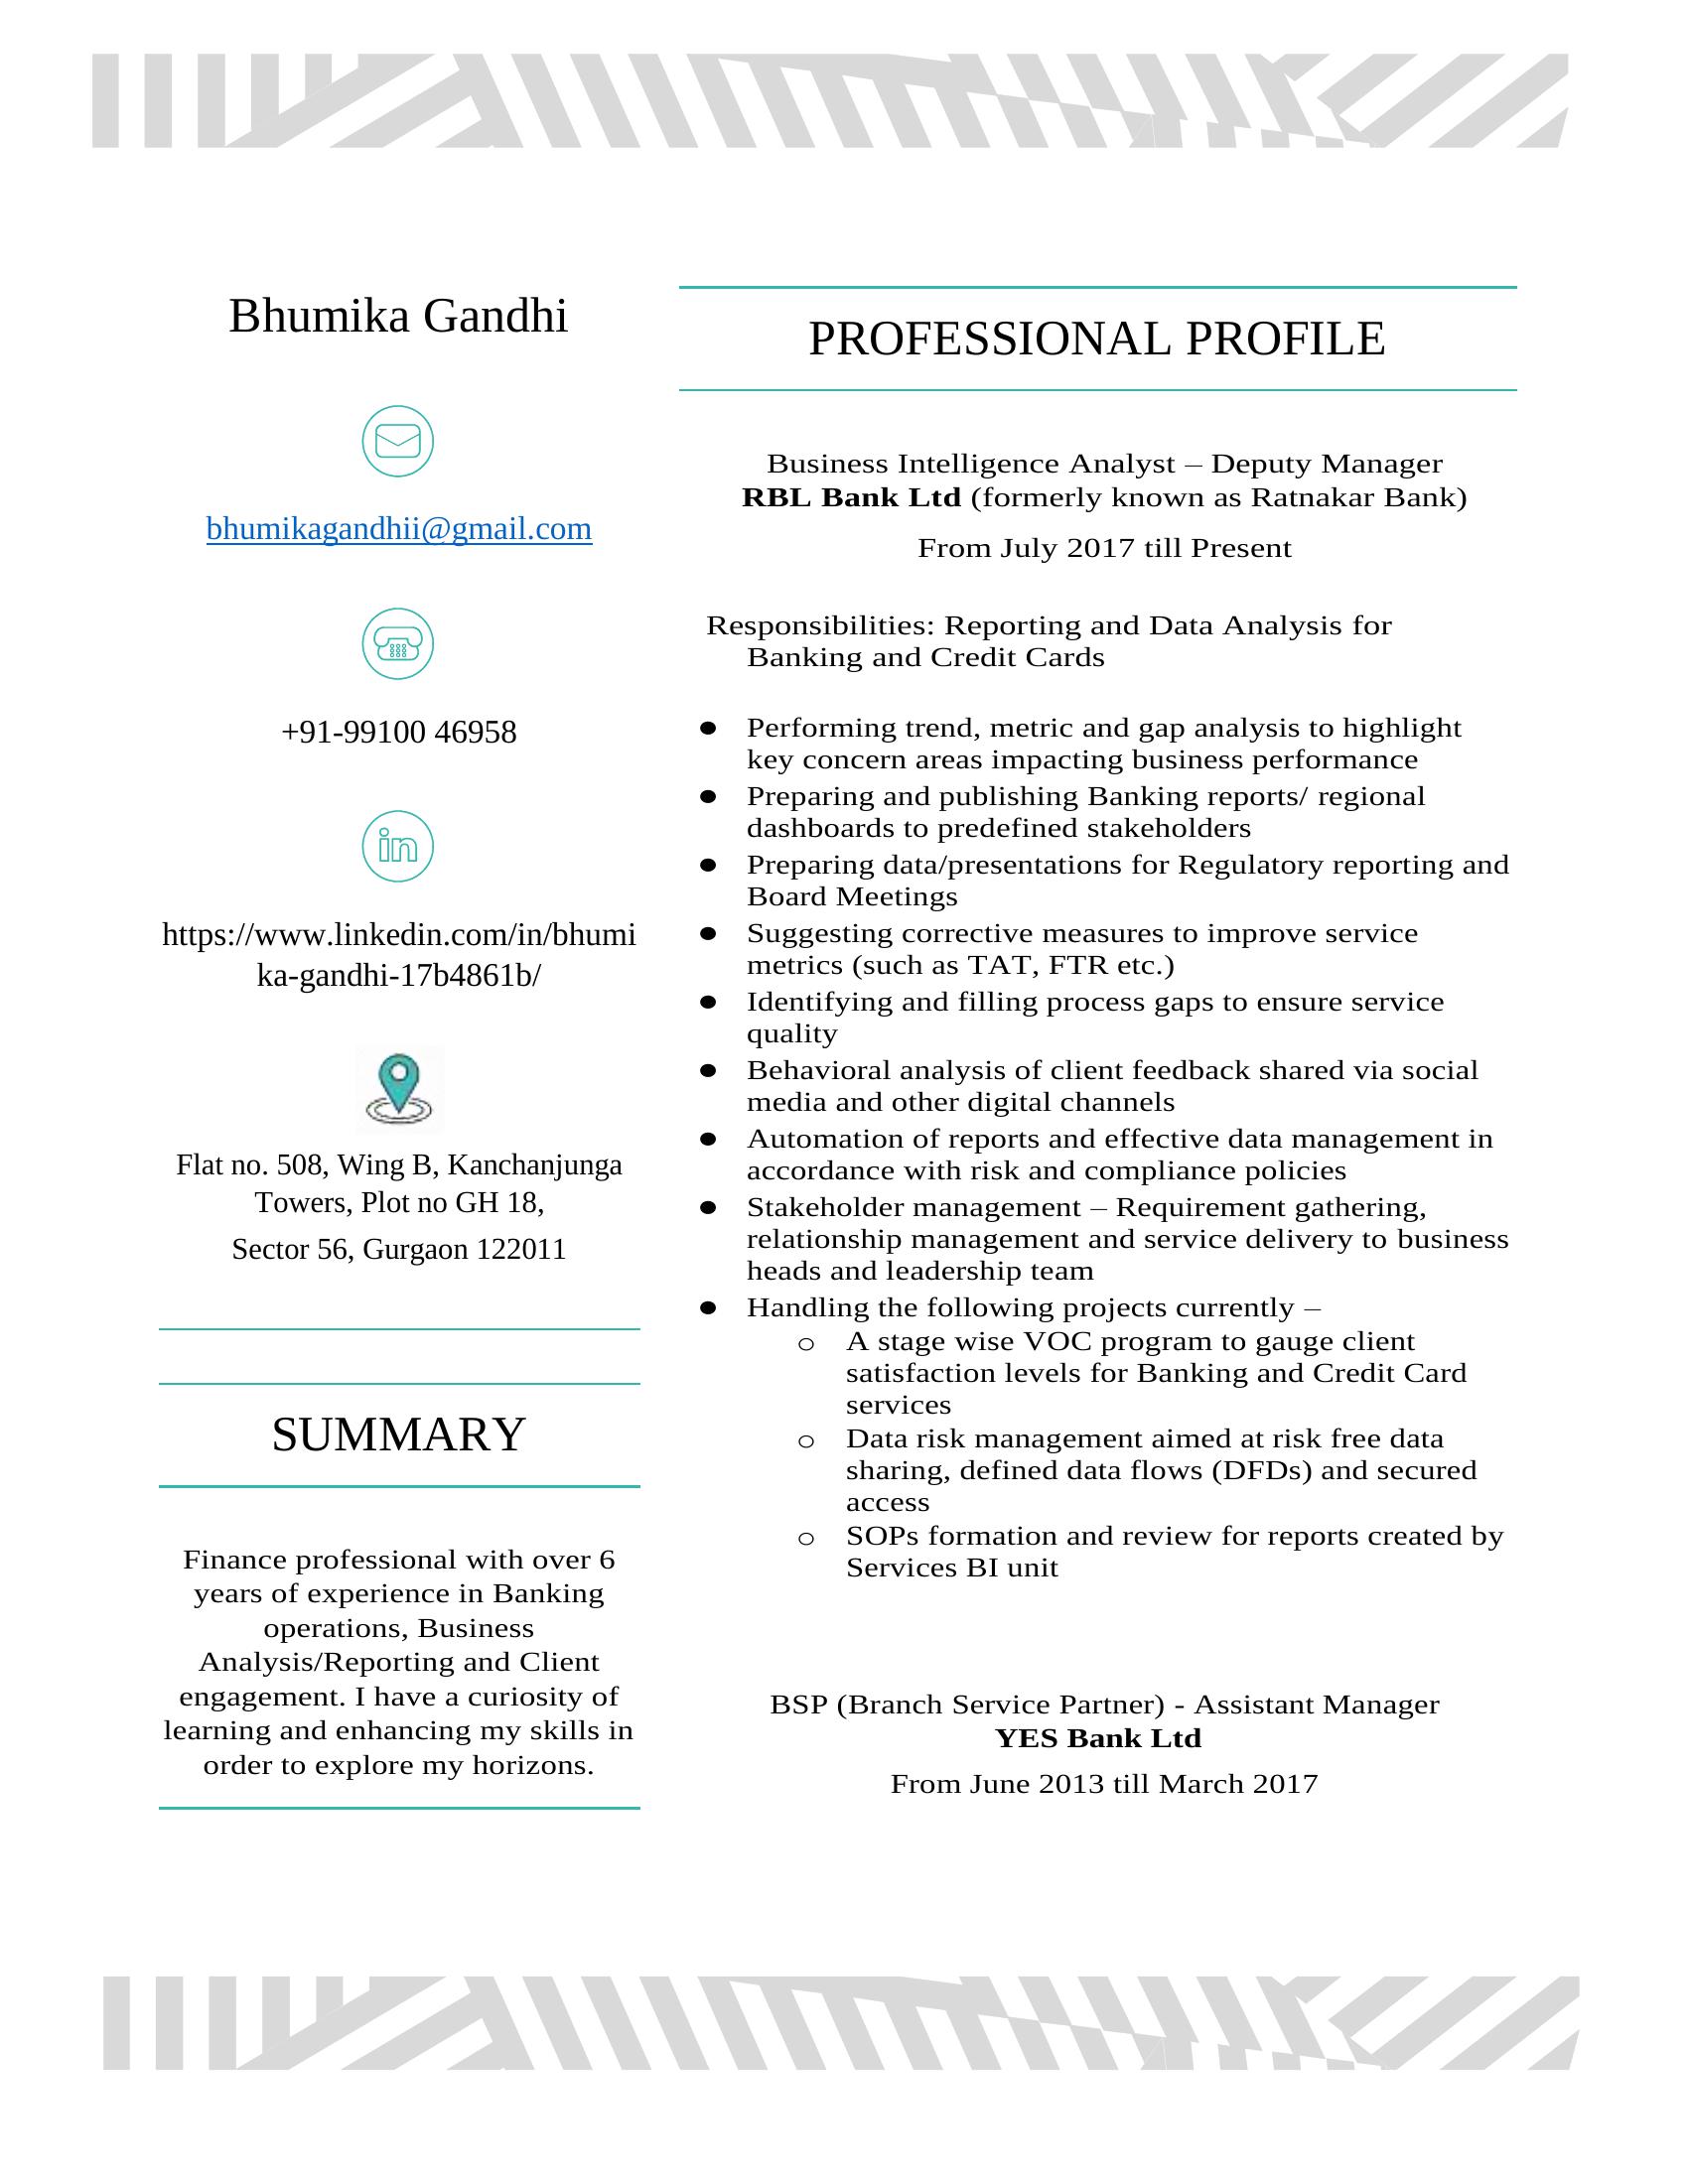 Bhumika Gandhi
bhumikagandhii@gmail.com
+91-99100 46958
in
https://www.linkedin.com/in/bhumi
ka-gandhi-17b4861b/
Flat no. 508, Wing B, Kanchanjunga
Towers, Plot no GH 18,
Sector 56, Gurgaon 122011
SUMMARY
Finance professional with over 6
years of experience in Banking
operations, Business
Analysis/Reporting and Client
engagement. I have a curiosity of
learning and enhancing my skills in
order to explore my horizons.
PROFESSIONAL PROFILE
Business Intelligence Analyst – Deputy Manager
RBL Bank Ltd (formerly known as Ratnakar Bank)
From July 2017 till Present
Responsibilities: Reporting and Data Analysis for
Banking and Credit Cards
● Performing trend, metric and gap analysis to highlight
key concern areas impacting business performance
● Preparing and publishing Banking reports/ regional
dashboards to predefined stakeholders
● Preparing data/presentations for Regulatory reporting and
Board Meetings
● Suggesting corrective measures to improve service
metrics (such as TAT, FTR etc.)
● Identifying and filling process gaps to ensure service
quality
● Behavioral analysis of client feedback shared via social
media and other digital channels
● Automation of reports and effective data management in
accordance with risk and compliance policies
● Stakeholder management – Requirement gathering,
relationship management and service delivery to business
heads and leadership team
● Handling the following projects currently –
o A stage wise VOC program to gauge client
satisfaction levels for Banking and Credit Card
services
o Data risk management aimed at risk free data
sharing, defined data flows (DFDs) and secured
access
o SOPs formation and review for reports created by
Services BI unit
BSP (Branch Service Partner) - Assistant Manager
YES Bank Ltd
From June 2013 till March 2017